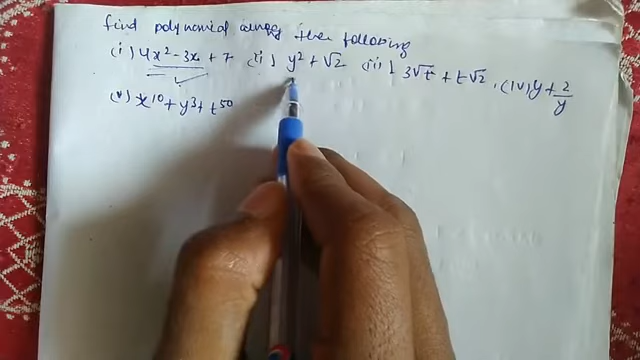 find polynomial among the following
(i) 4x² - 3x + 7 (ii) y² + √2 (iii) 3√t + t√2, (iv) y + 2/y
(v) x¹⁰ + y³ + t⁵⁰